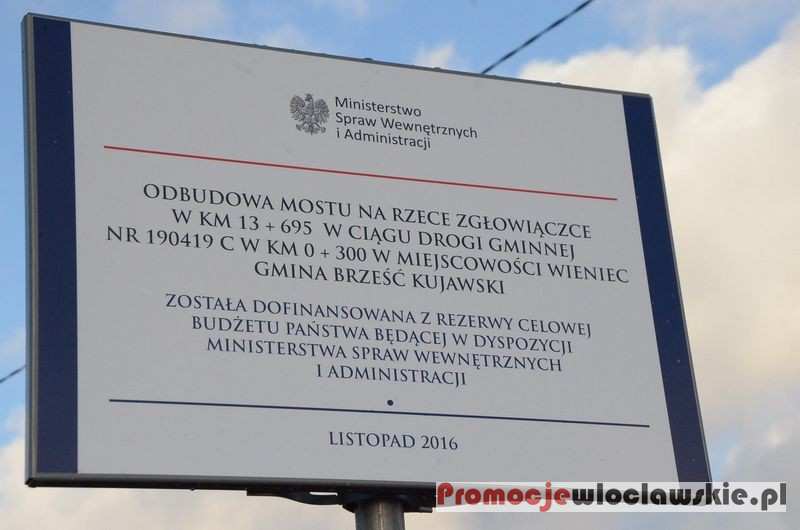 Ministerstwo
Spraw Wewnętrznych
i Administracji
ODBUDOWA MOSTU NA RZECE ZGŁOWIĄCZCE
W KM 13 + 695 W CIĄGU DROGI GMINNEJ
NR 190419 C W KM 0 + 300 W MIEJSCOWOŚCI WIENIEC
GMINA BRZEŚĆ KUJAWSKI
ZOSTAŁA DOFINANSOWANA Z REZERWY CELOWEJ
BUDŻETU PAŃSTWA BĘDĄCEJ W DYSPOZYCJI
MINISTERSTWA SPRAW WEWNĘTRZNYCH
I ADMINISTRACJI
LISTOPAD 2016
Promocjewloclawskie.pl